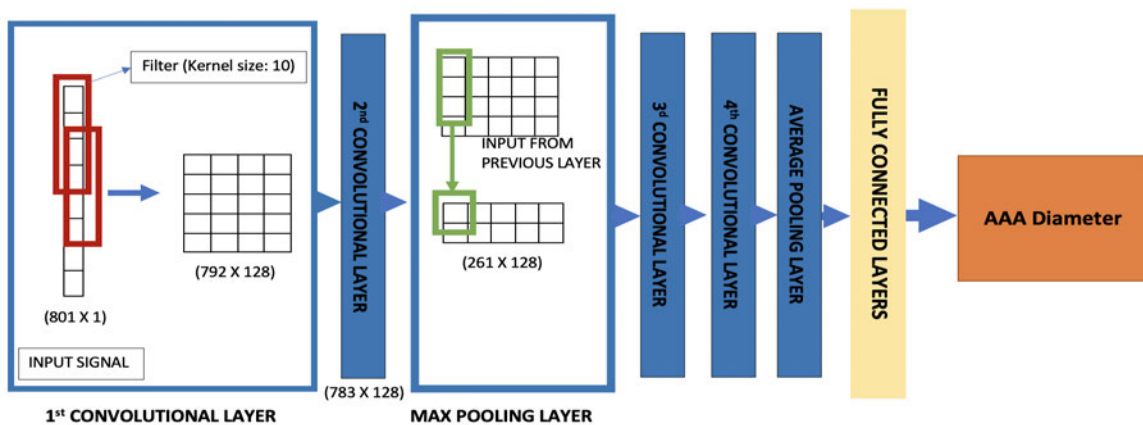 Filter (Kernel size: 10)
(792 X 128)
(801 X 1)
INPUT SIGNAL
1st CONVOLUTIONAL LAYER
2nd CONVOLUTIONAL LAYER
(783 X 128)
INPUT FROM
PREVIOUS LAYER
(261 X 128)
MAX POOLING LAYER
3d CONVOLUTIONAL LAYER
4th CONVOLUTIONAL LAYER
AVERAGE POOLING LAYER
FULLY CONNECTED LAYERS
AAA Diameter